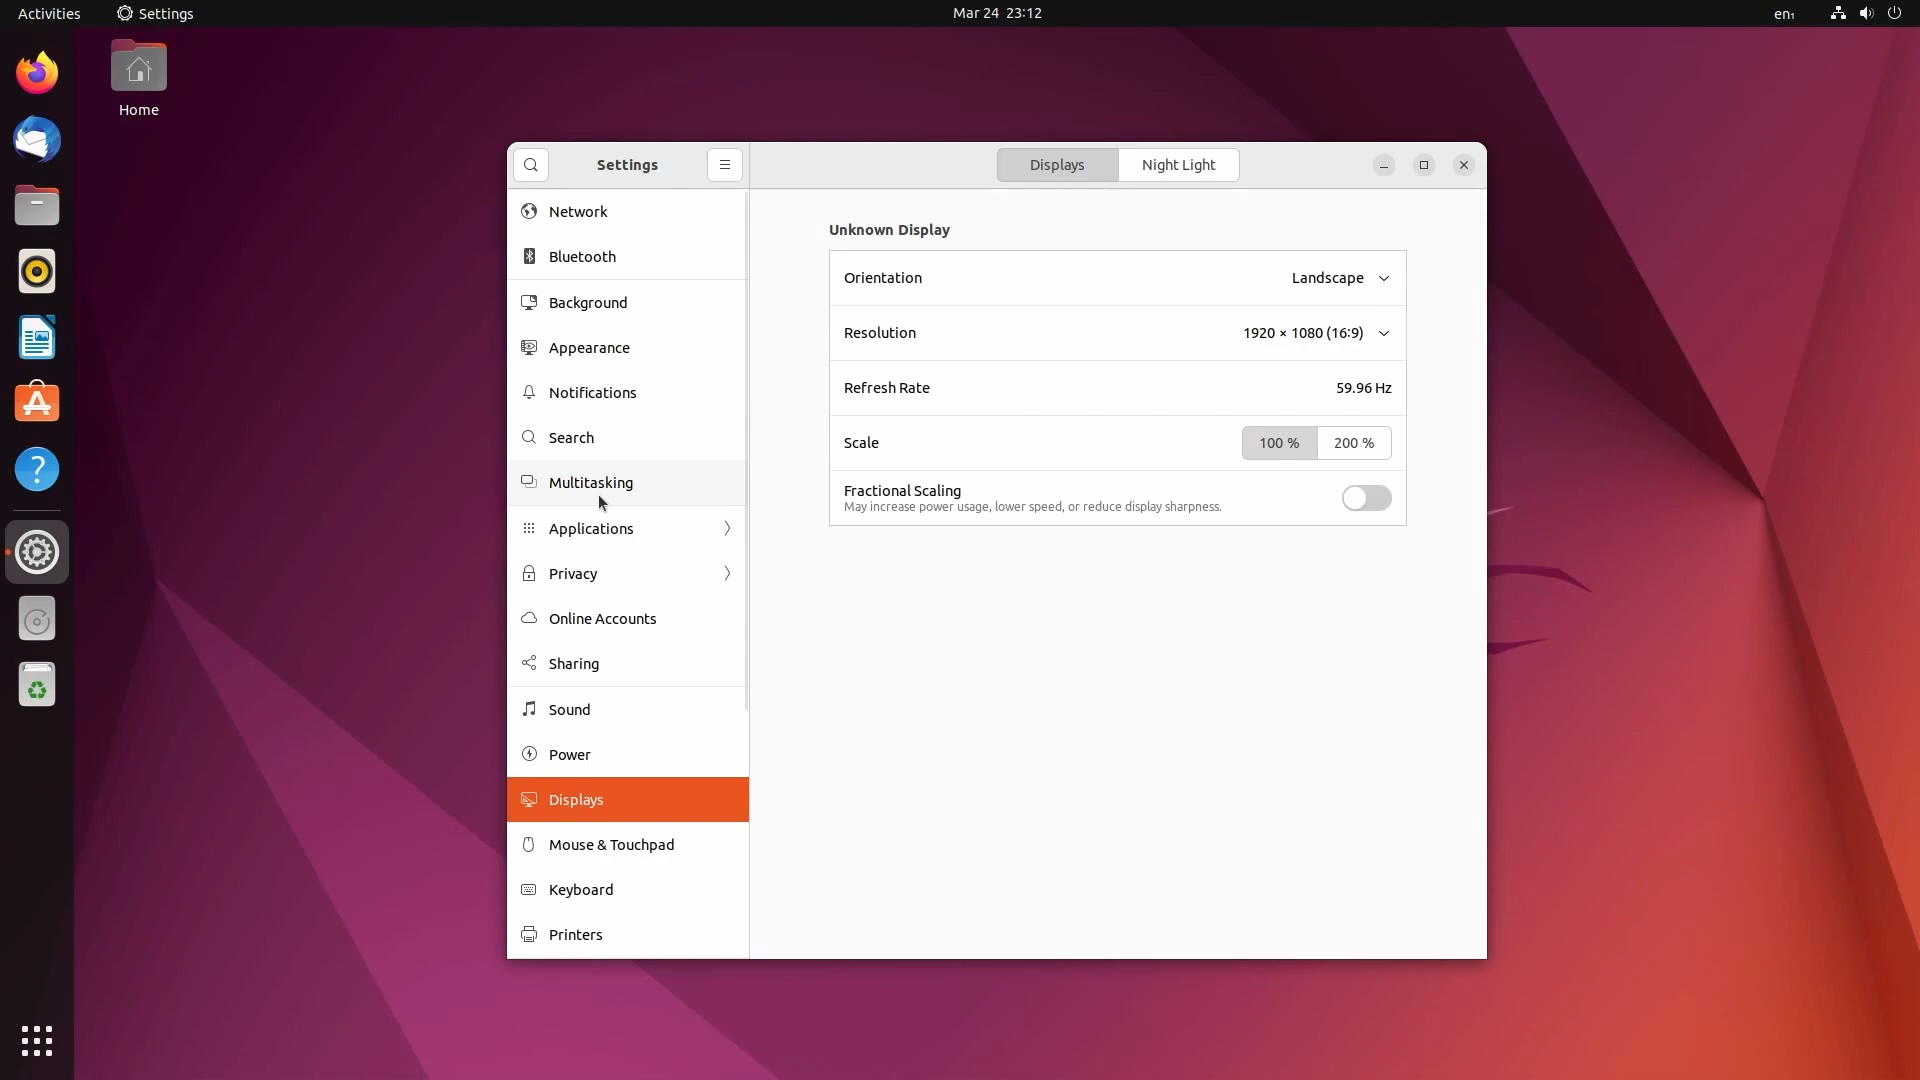 Activities
Settings
Mar 24 23:12
en₁
Home
Settings
Displays
Night Light
Network
Bluetooth
Background
Appearance
Notifications
Search
Multitasking
Applications
Privacy
Online Accounts
Sharing
Sound
Power
Displays
Mouse & Touchpad
Keyboard
Printers
Unknown Display
Orientation
Landscape
Resolution
1920 × 1080 (16:9)
Refresh Rate
59.96 Hz
Scale
100 %
200 %
Fractional Scaling
May increase power usage, lower speed, or reduce display sharpness.